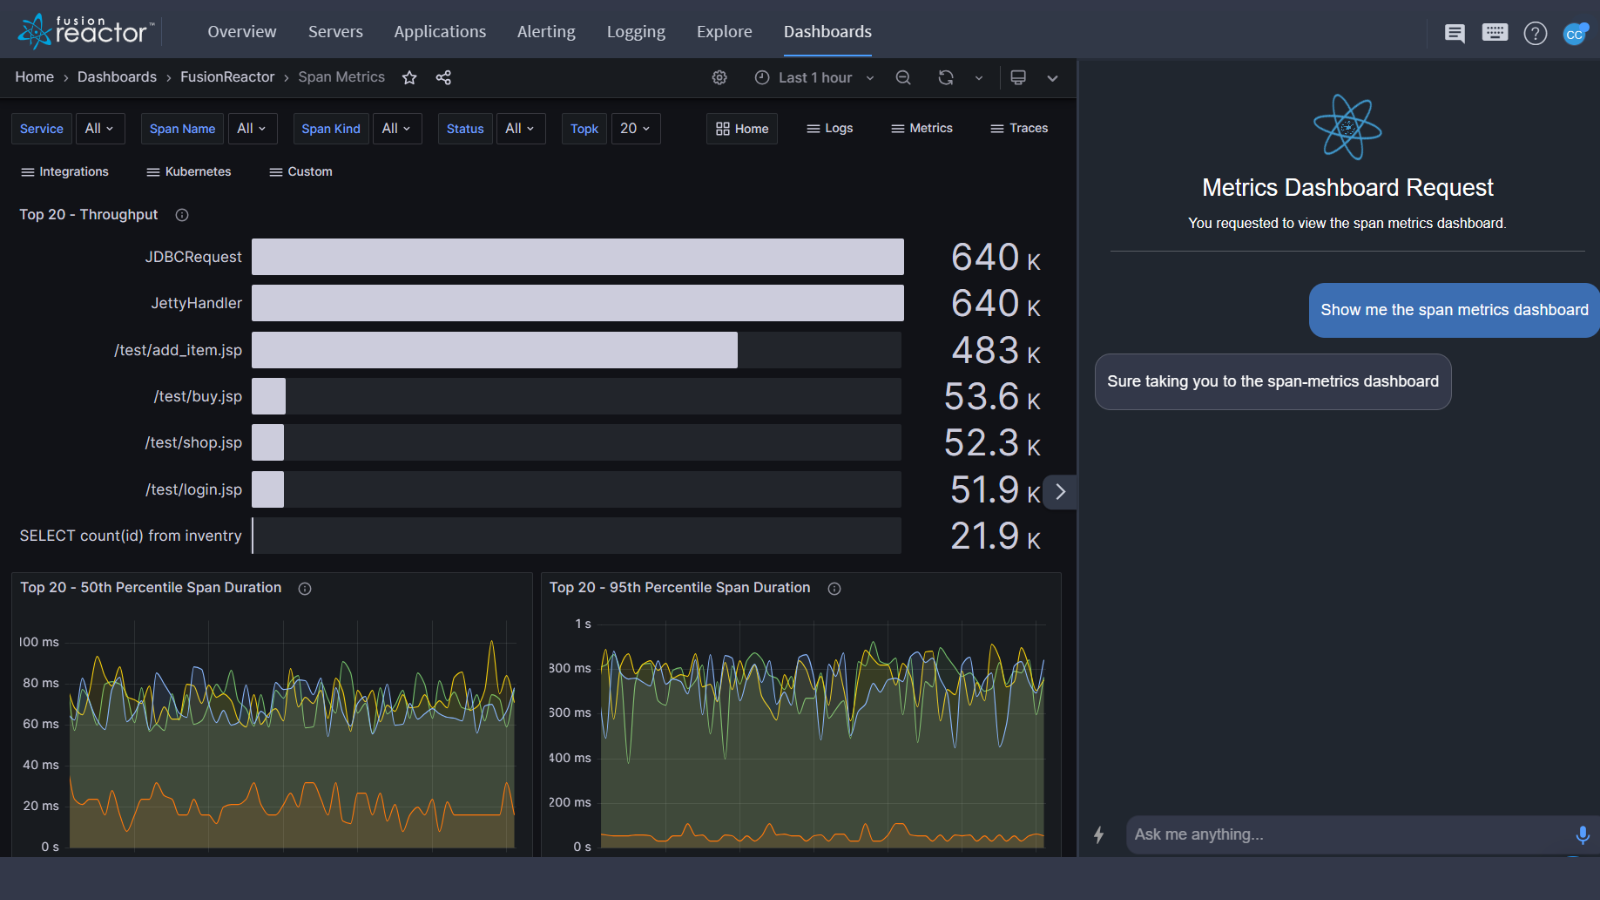 fusion reactor™
Overview Servers Applications Alerting Logging Explore Dashboards
CC
Home › Dashboards › FusionReactor › Span Metrics
Last 1 hour
Service All Span Name All Span Kind All Status All Topk 20 Home Logs Metrics Traces
Integrations Kubernetes Custom
Top 20 - Throughput
JDBCRequest 640 K
JettyHandler 640 K
/test/add_item.jsp 483 K
/test/buy.jsp 53.6 K
/test/shop.jsp 52.3 K
/test/login.jsp 51.9 K
SELECT count(id) from inventry 21.9 K
Top 20 - 50th Percentile Span Duration
100 ms
80 ms
60 ms
40 ms
20 ms
0 s
Top 20 - 95th Percentile Span Duration
1 s
800 ms
600 ms
400 ms
200 ms
0 s
Metrics Dashboard Request
You requested to view the span metrics dashboard.
Show me the span metrics dashboard
Sure taking you to the span-metrics dashboard
Ask me anything...